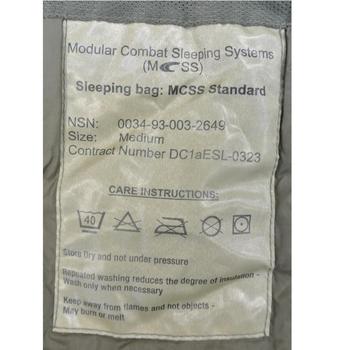 Modular Combat Sleeping Systems
(MCSS)
Sleeping bag: MCSS Standard
NSN: 0034-93-003-2649
Size: Medium
Contract Number DC1aESL-0323
CARE INSTRUCTIONS:
40
Store Dry and not under pressure
Repeated washing reduces the degree of insulation -
Wash only when necessary
Keep away from flames and hot objects -
May burn or melt